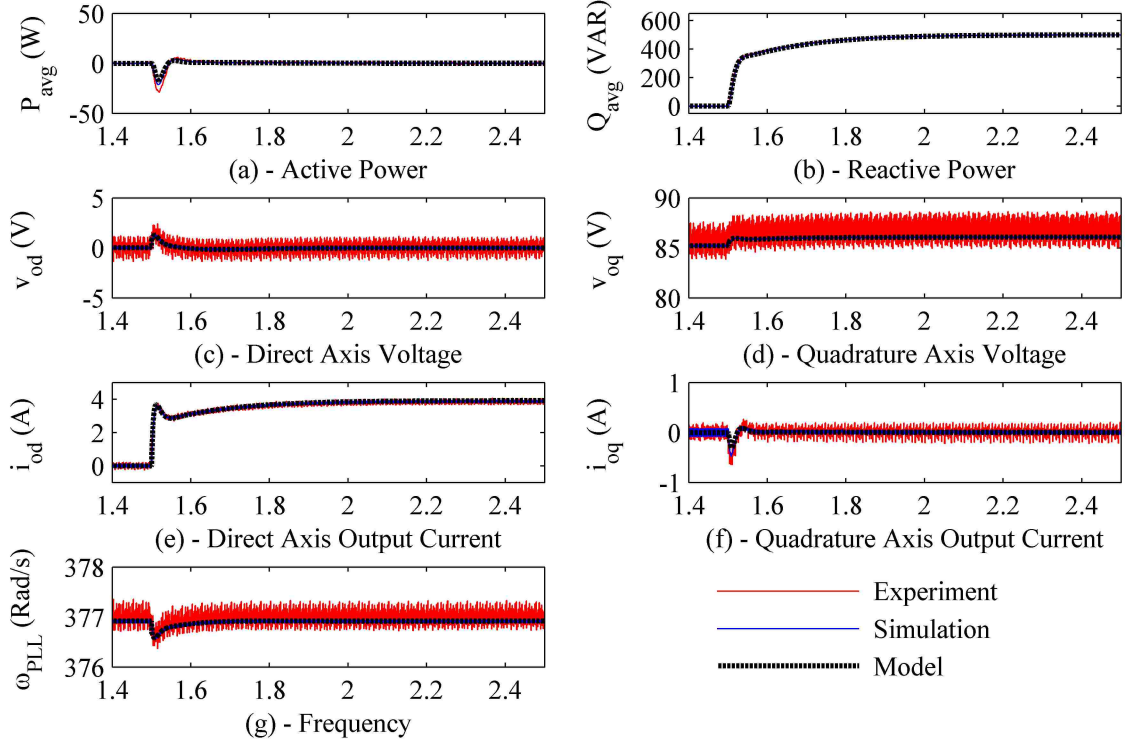 P_avg (W)
50
0
-50
1.4 1.6 1.8 2 2.2 2.4
(a) - Active Power
Q_avg (VAR)
600
400
200
0
1.4 1.6 1.8 2 2.2 2.4
(b) - Reactive Power
v_od (V)
5
0
-5
1.4 1.6 1.8 2 2.2 2.4
(c) - Direct Axis Voltage
v_oq (V)
90
85
80
1.4 1.6 1.8 2 2.2 2.4
(d) - Quadrature Axis Voltage
i_od (A)
4
2
0
1.4 1.6 1.8 2 2.2 2.4
(e) - Direct Axis Output Current
i_oq (A)
1
0
-1
1.4 1.6 1.8 2 2.2 2.4
(f) - Quadrature Axis Output Current
ω_PLL (Rad/s)
378
377
376
1.4 1.6 1.8 2 2.2 2.4
(g) - Frequency
Experiment
Simulation
Model